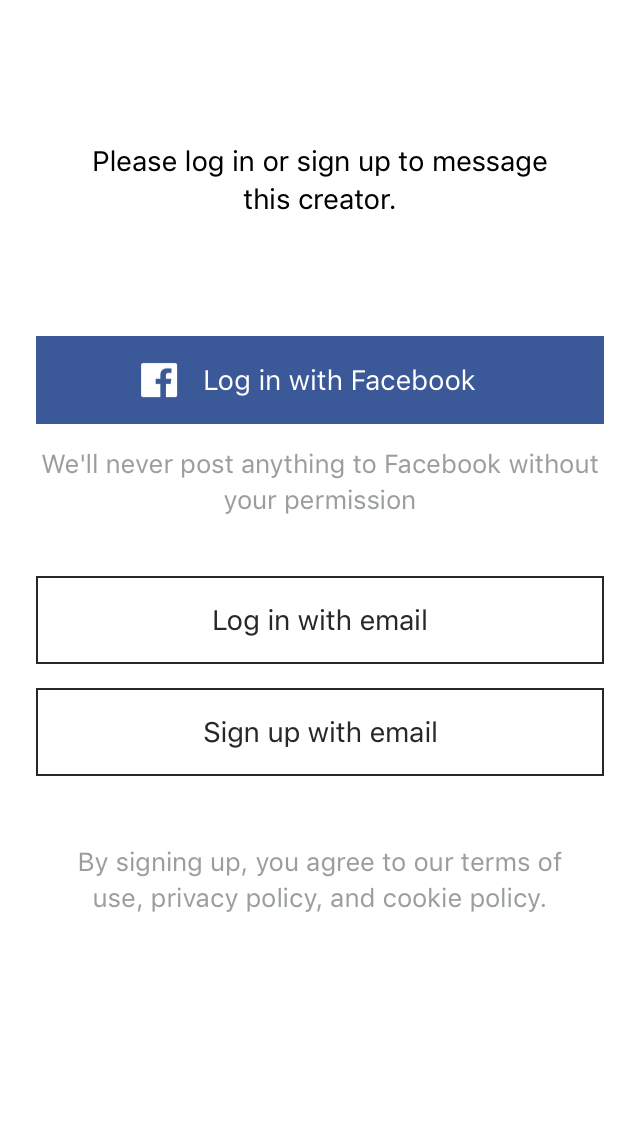 Please log in or sign up to message
this creator.
Log in with Facebook
We'll never post anything to Facebook without
your permission
Log in with email
Sign up with email
By signing up, you agree to our terms of
use, privacy policy, and cookie policy.